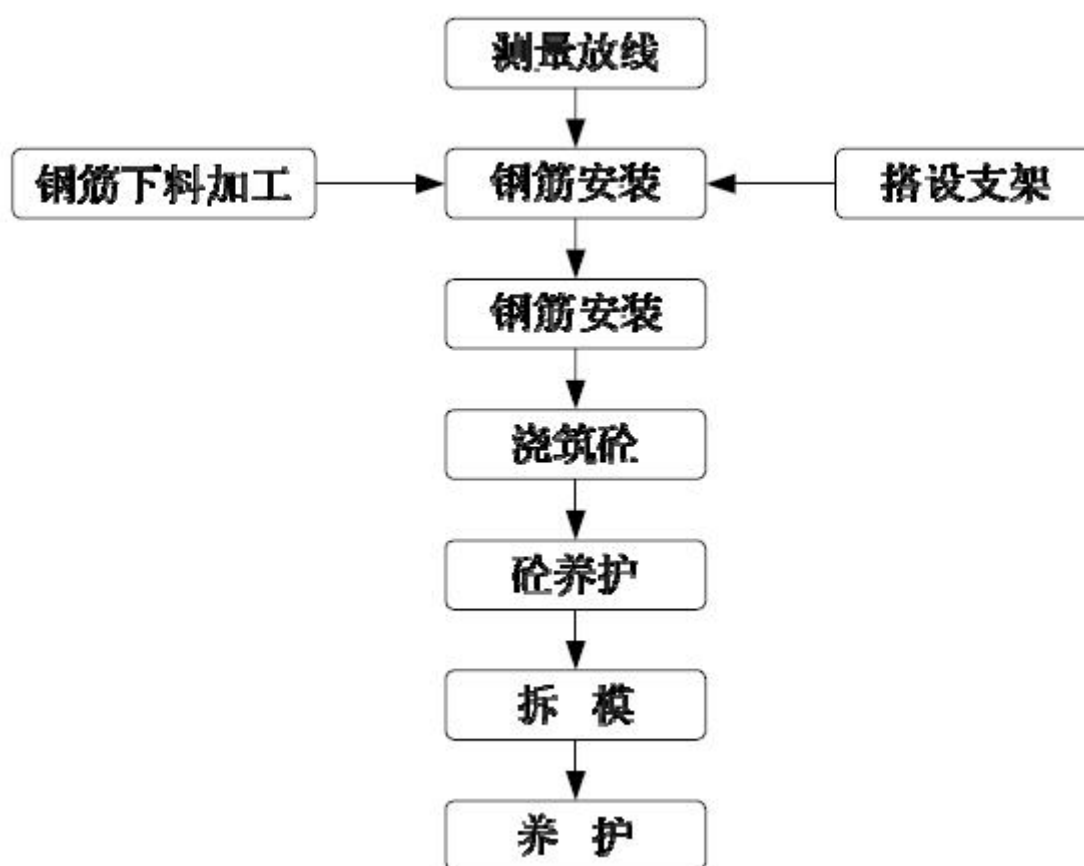 测量放线
钢筋下料加工
钢筋安装
搭设支架
钢筋安装
浇筑砼
砼养护
拆 模
养 护